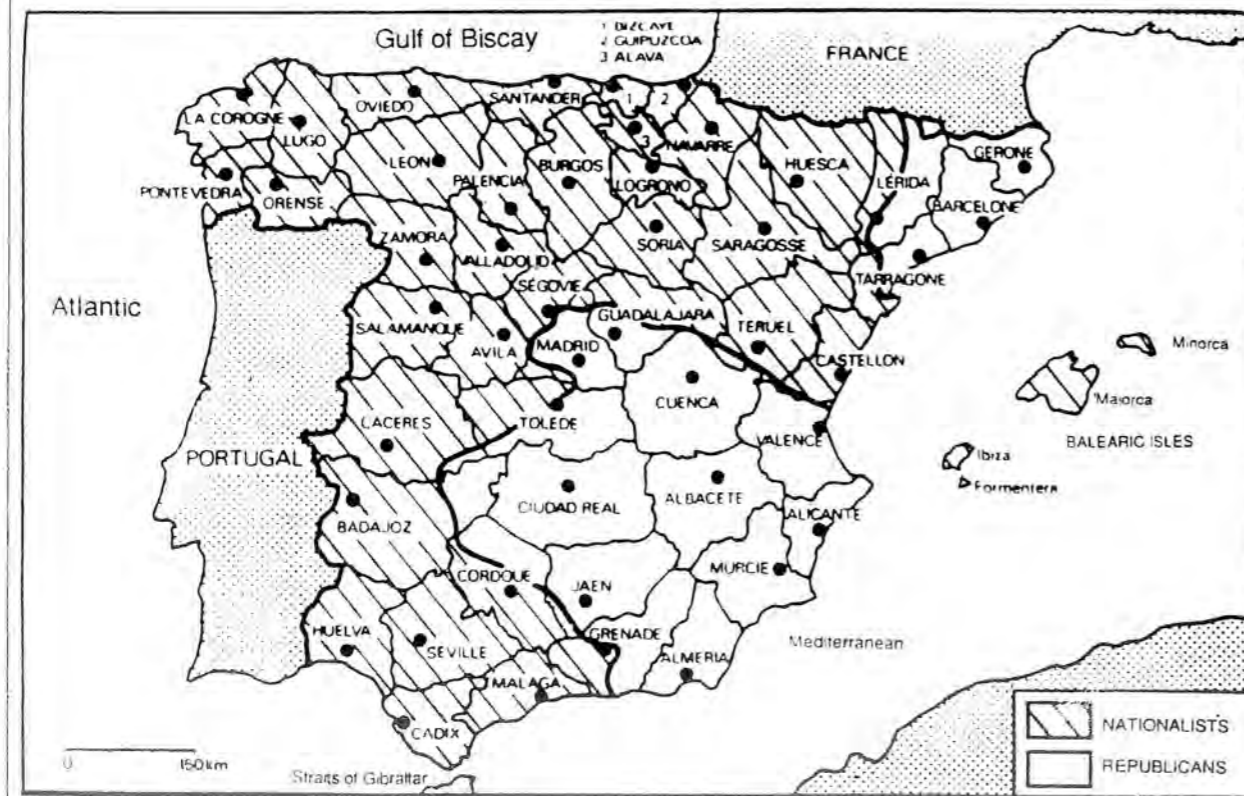 1 BIZCAYE
Gulf of Biscay
2 GUIPUZCOA
3 ALAVA
FRANCE
SANTANDER
1
2
OVIEDO
LA COROGNE
LUGO
3
NAVARRE
GERONE
LEON
BURGOS
HUESCA
PALENCIA
LERIDA
LOGRONO
PONTEVEDRA
ORENSE
BARCELONE
ZAMORA
SORIA
SARAGOSSE
VALLADOLID
TARRAGONE
SEGOVIE
Atlantic
GUADALAJARA
SALAMANQUE
TERUEL
AVILA
MADRID
CASTELLON
Minorca
Maiorca
CUENCA
CACERES
TOLEDE
VALENCE
BALEARIC ISLES
PORTUGAL
Ibiza
Formentera
ALBACETE
CIUDAD REAL
ALICANTE
BADAJOZ
MURCIE
CORDOUE
JAEN
HUELVA
GRENADE
SEVILLE
Mediterranean
ALMERIA
MALAGA
NATIONALISTS
CADIX
0
150km
REPUBLICANS
Straits of Gibraltar